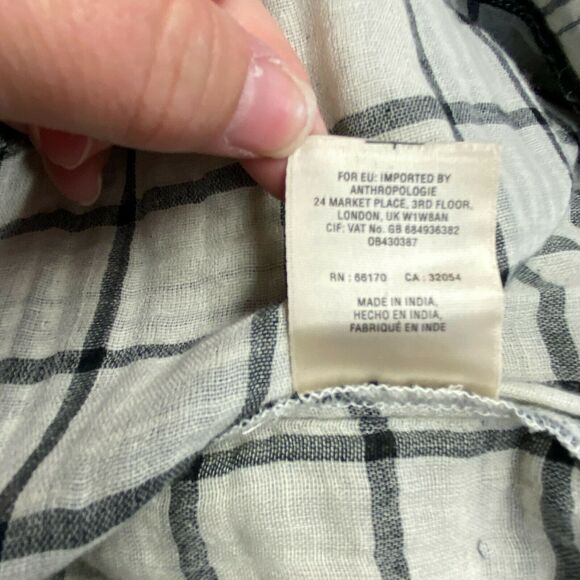 FOR EU: IMPORTED BY
ANTHROPOLOGIE
24 MARKET PLACE, 3RD FLOOR,
LONDON, UK W1W8AN
CIF: VAT No. GB 684936382
OB430387
RN : 66170 CA : 32054
MADE IN INDIA,
HECHO EN INDIA,
FABRIQUÉ EN INDE